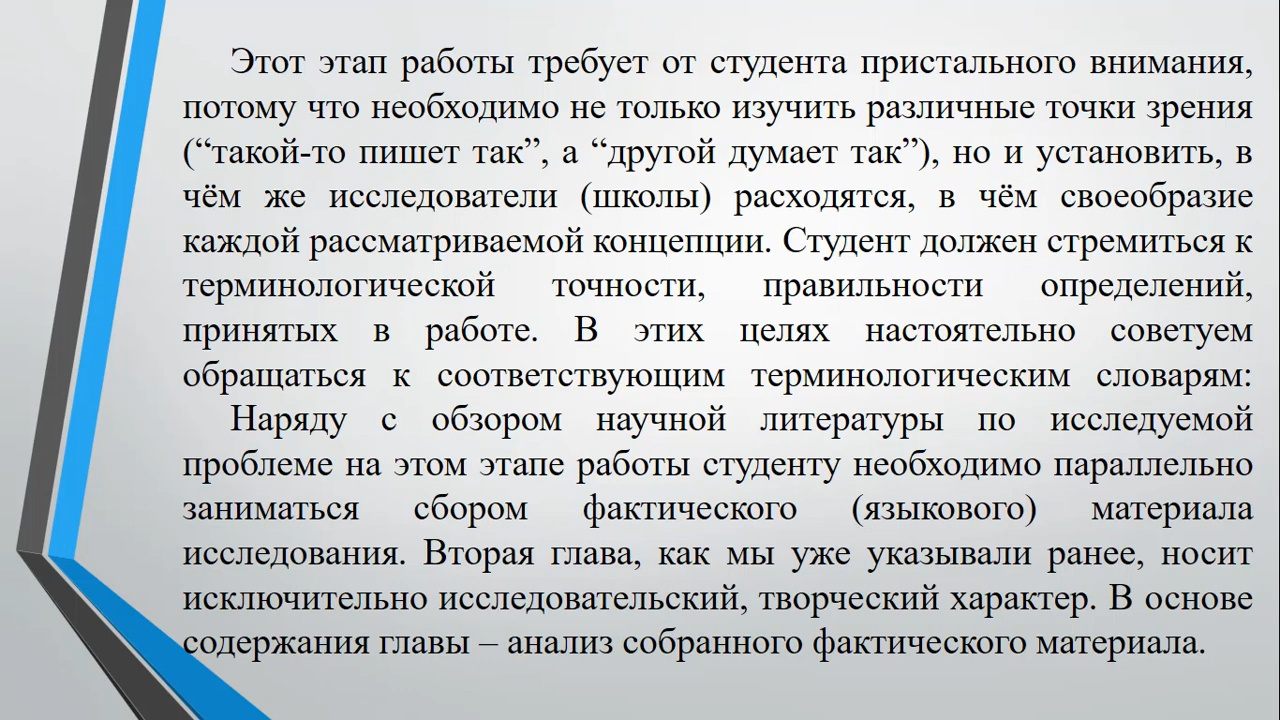 Этот этап работы требует от студента пристального внимания,
потому что необходимо не только изучить различные точки зрения
(“такой-то пишет так”, а “другой думает так”), но и установить, в
чём же исследователи (школы) расходятся, в чём своеобразие
каждой рассматриваемой концепции. Студент должен стремиться к
терминологической точности, правильности определений,
принятых в работе. В этих целях настоятельно советуем
обращаться к соответствующим терминологическим словарям:
Наряду с обзором научной литературы по исследуемой
проблеме на этом этапе работы студенту необходимо параллельно
заниматься сбором фактического (языкового) материала
исследования. Вторая глава, как мы уже указывали ранее, носит
исключительно исследовательский, творческий характер. В основе
содержания главы – анализ собранного фактического материала.